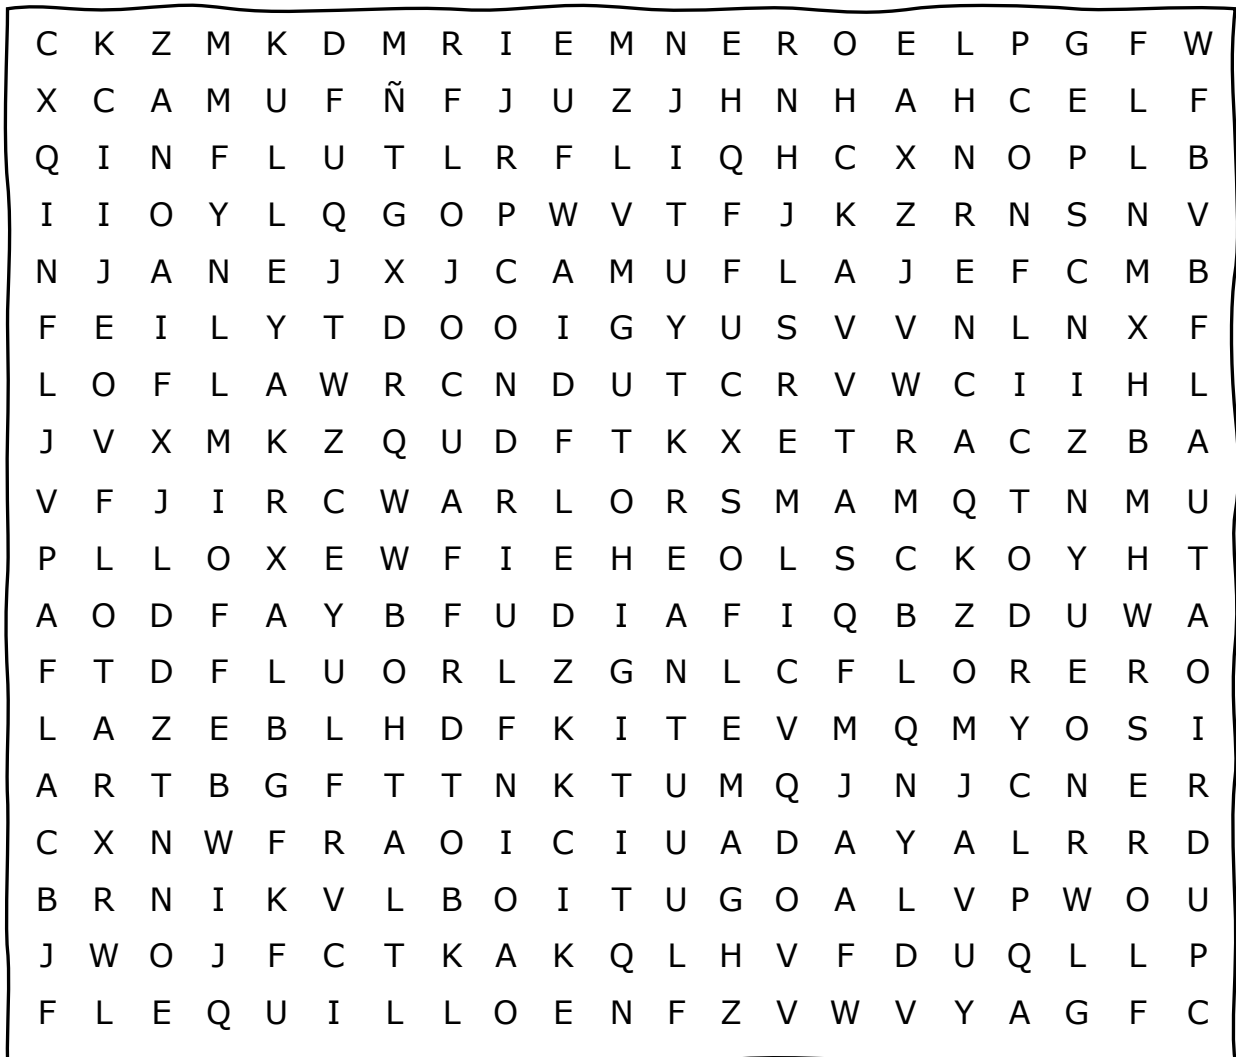 C K Z M K D M R I E M N E R O E L P G F W
X C A M U F Ñ F J U Z J H N H A H C E L F
Q I N F L U T L R F L I Q H C X N O P L B
I I O Y L Q G O P W V T F J K Z R N S N V
N J A N E J X J C A M U F L A J E F C M B
F E I L Y T D O O I G Y U S V V N L N X F
L O F L A W R C N D U T C R V W C I I H L
J V X M K Z Q U D F T K X E T R A C Z B A
V F J I R C W A R L O R S M A M Q T N M U
P L L O X E W F I E H E O L S C K O Y H T
A O D F A Y B F U D I A F I Q B Z D U W A
F T D F L U O R L Z G N L C F L O R E R O
L A Z E B L H D F K I T E V M Q M Y O S I
A R T B G F T T N K T U M Q J N J C N E R
C X N W F R A O I C I U A D A Y A L R R D
B R N I K V L B O I T U G O A L V P W O U
J W O J F C T K A K Q L H V F D U Q L L P
F L E Q U I L L O E N F Z V W V Y A G F C